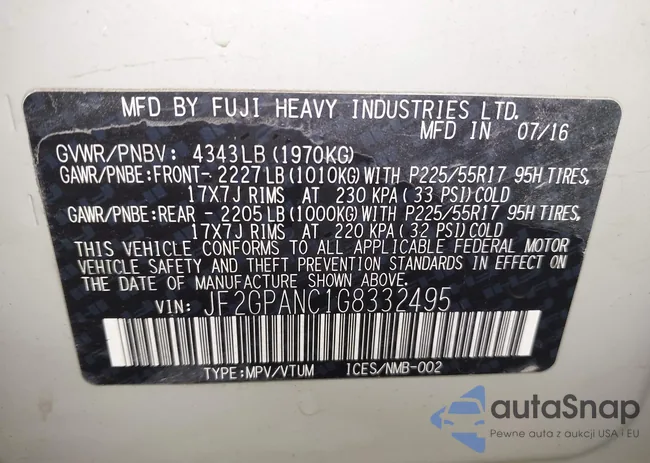 MFD BY FUJI HEAVY INDUSTRIES LTD.
MFD IN 07/16
GVWR/PNBV: 4343LB(1970KG)
GAWR/PNBE:FRONT- 2227LB(1010KG)WITH P225/55R17 95H TIRES,
17X7J RIMS AT 230 KPA(33 PSI)COLD
GAWR/PNBE:REAR - 2205LB(1000KG)WITH P225/55R17 95H TIRES,
17X7J RIMS AT 220 KPA(32 PSI)COLD
THIS VEHICLE CONFORMS TO ALL APPLICABLE FEDERAL MOTOR
VEHICLE SAFETY AND THEFT PREVENTION STANDARDS IN EFFECT ON
THE DATE OF MANUFACTURE SHOWN ABOVE.
VIN: JF2GPANC1G8332495
TYPE:MPV/VTUM ICES/NMB-002
autaSnap
Pewne auta z aukcji USA i EU